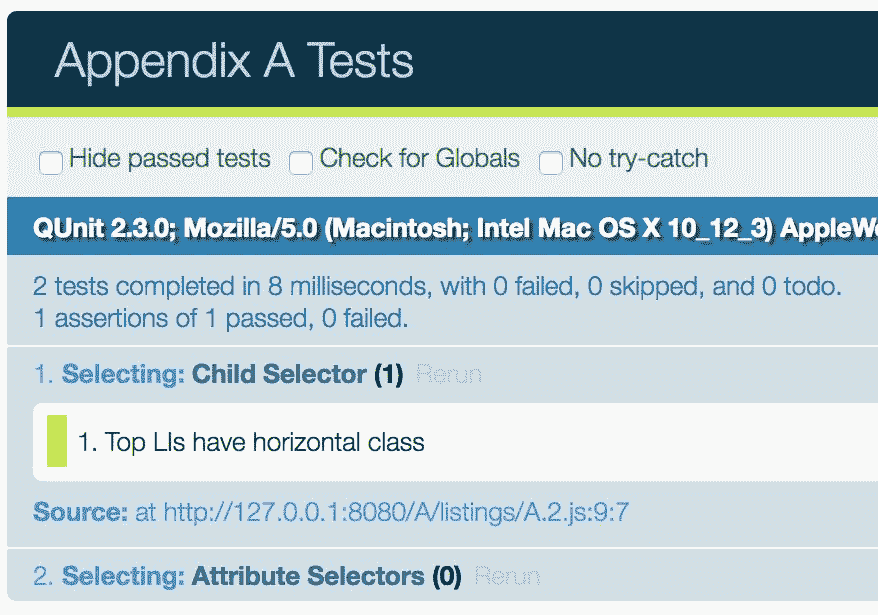 Appendix A Tests
Hide passed tests Check for Globals No try-catch
QUnit 2.3.0; Mozilla/5.0 (Macintosh; Intel Mac OS X 10_12_3)
2 tests completed in 8 milliseconds, with 0 failed, 0 skipped, and 0 todo.
1 assertions of 1 passed, 0 failed.
1. Selecting: Child Selector (1) Rerun
1. Top LIs have horizontal class
Source: at http://127.0.0.1:8080/A/listings/A.2.js:9:7
2. Selecting: Attribute Selectors (0) Rerun